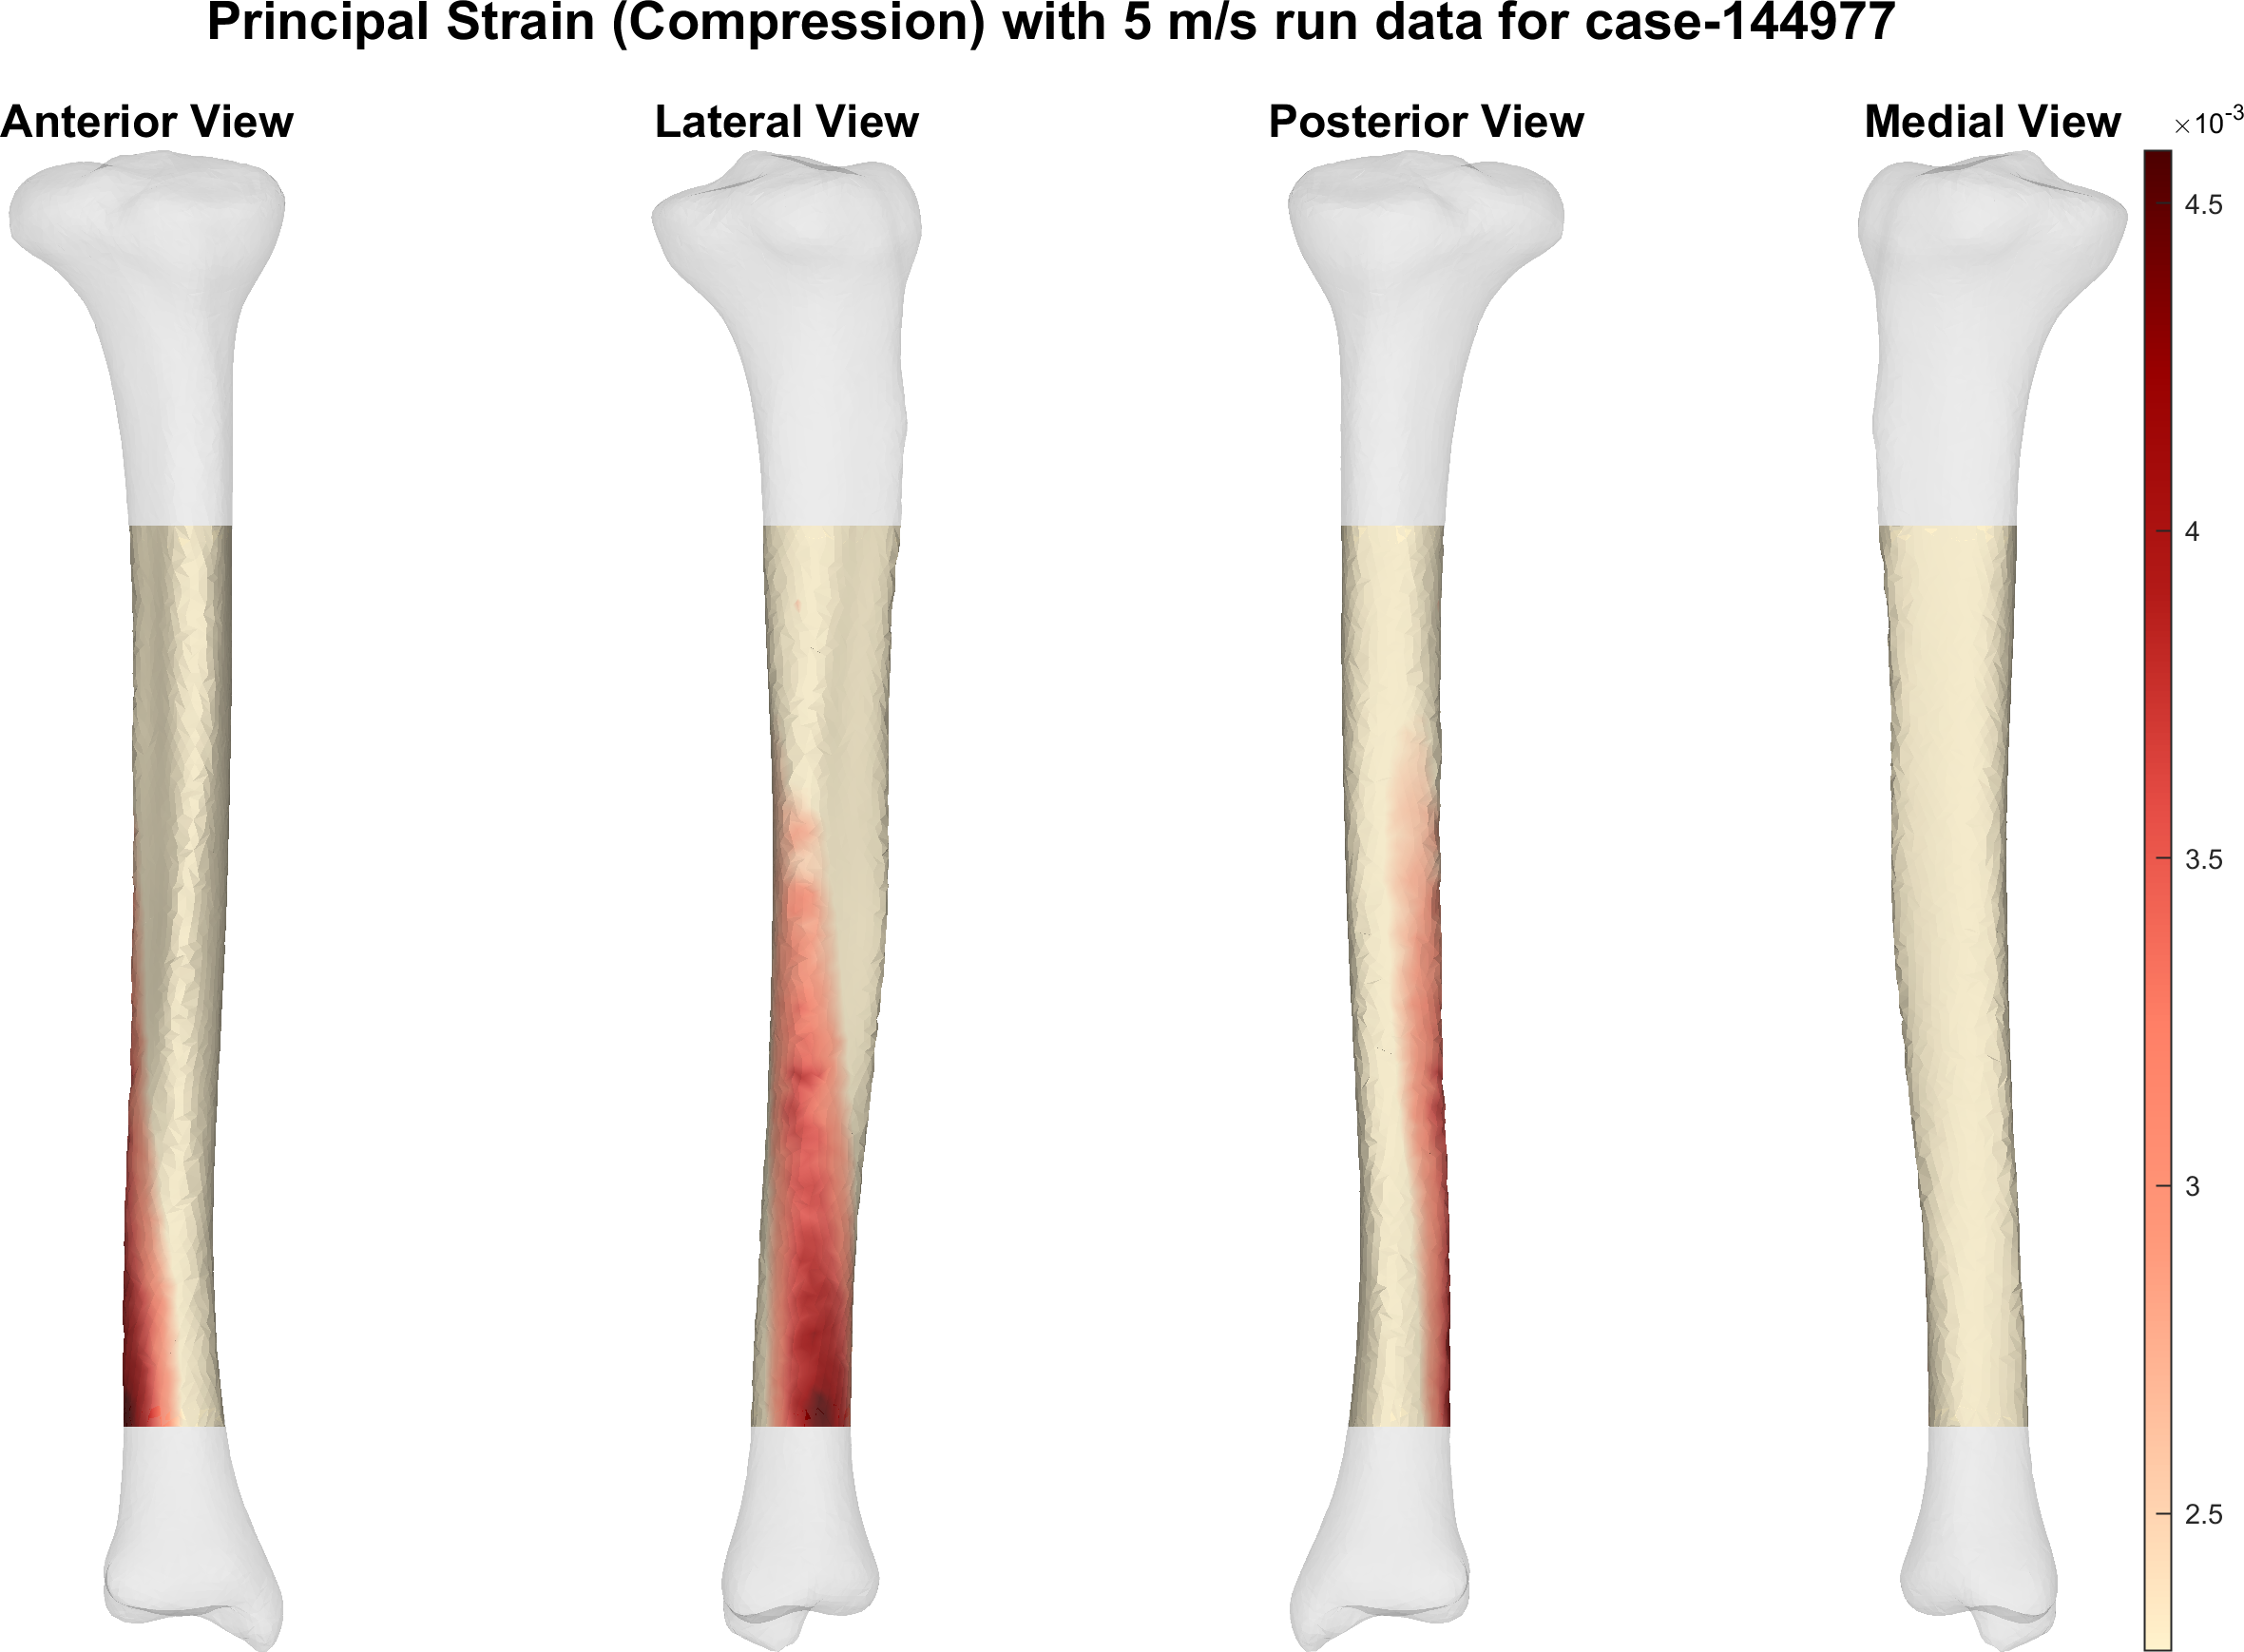 Principal Strain (Compression) with 5 m/s run data for case-144977
Anterior View
Lateral View
Posterior View
Medial View
×10-3
4.5
4
3.5
3
2.5